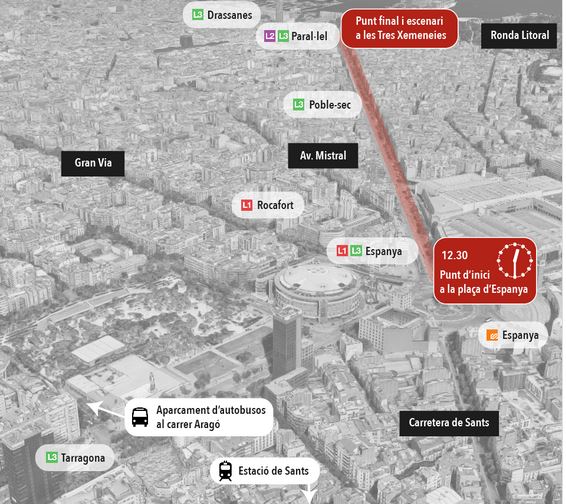 L3 Drassanes
L2 L3 Paral·lel
Punt final i escenari
a les Tres Xemeneies
Ronda Litoral
L3 Poble-sec
Av. Mistral
Gran Via
L1 Rocafort
L1 L3 Espanya
12.30
Punt d'inici
a la plaça d'Espanya
Espanya
Aparcament d'autobusos
al carrer Aragó
Carretera de Sants
L3 Tarragona
Estació de Sants